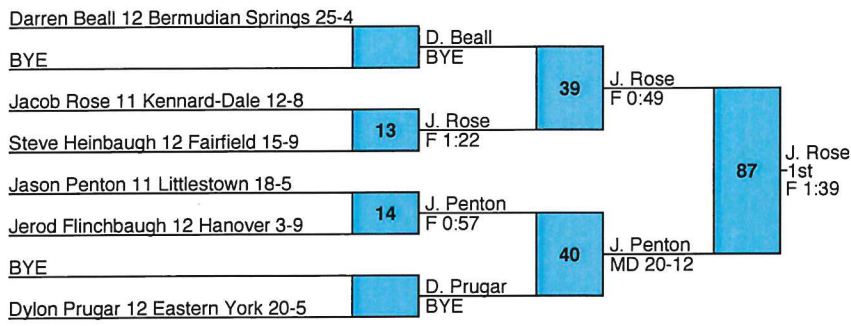 Darren Beall 12 Bermudian Springs 25-4
BYE
D. Beall
BYE
Jacob Rose 11 Kennard-Dale 12-8
Steve Heinbaugh 12 Fairfield 15-9
13
J. Rose
F 1:22
39
J. Rose
F 0:49
Jason Penton 11 Littlestown 18-5
Jerod Flinchbaugh 12 Hanover 3-9
14
J. Penton
F 0:57
BYE
Dylon Prugar 12 Eastern York 20-5
D. Prugar
BYE
40
J. Penton
MD 20-12
87
J. Rose
1st
F 1:39